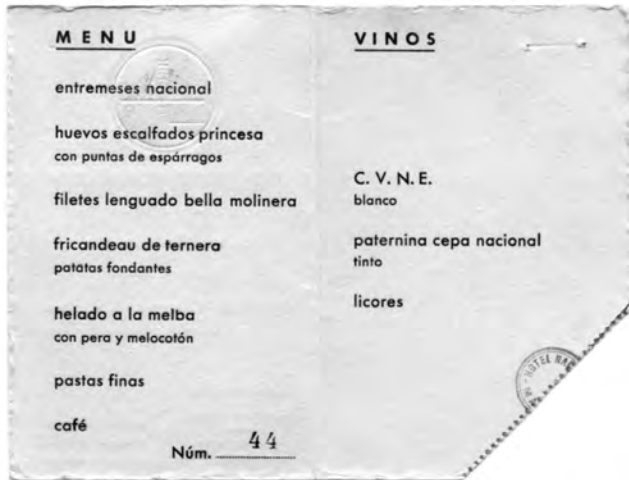 MENU
entremeses nacional
huevos escalfados princesa
con puntas de espárragos
filetes lenguado bella molinera
fricandeau de ternera
patatas fondantes
helado a la melba
con pera y melocotón
pastas finas
café
Núm. 44
VINOS
C. V. N. E.
blanco
paternina cepa nacional
tinto
licores
HOTEL